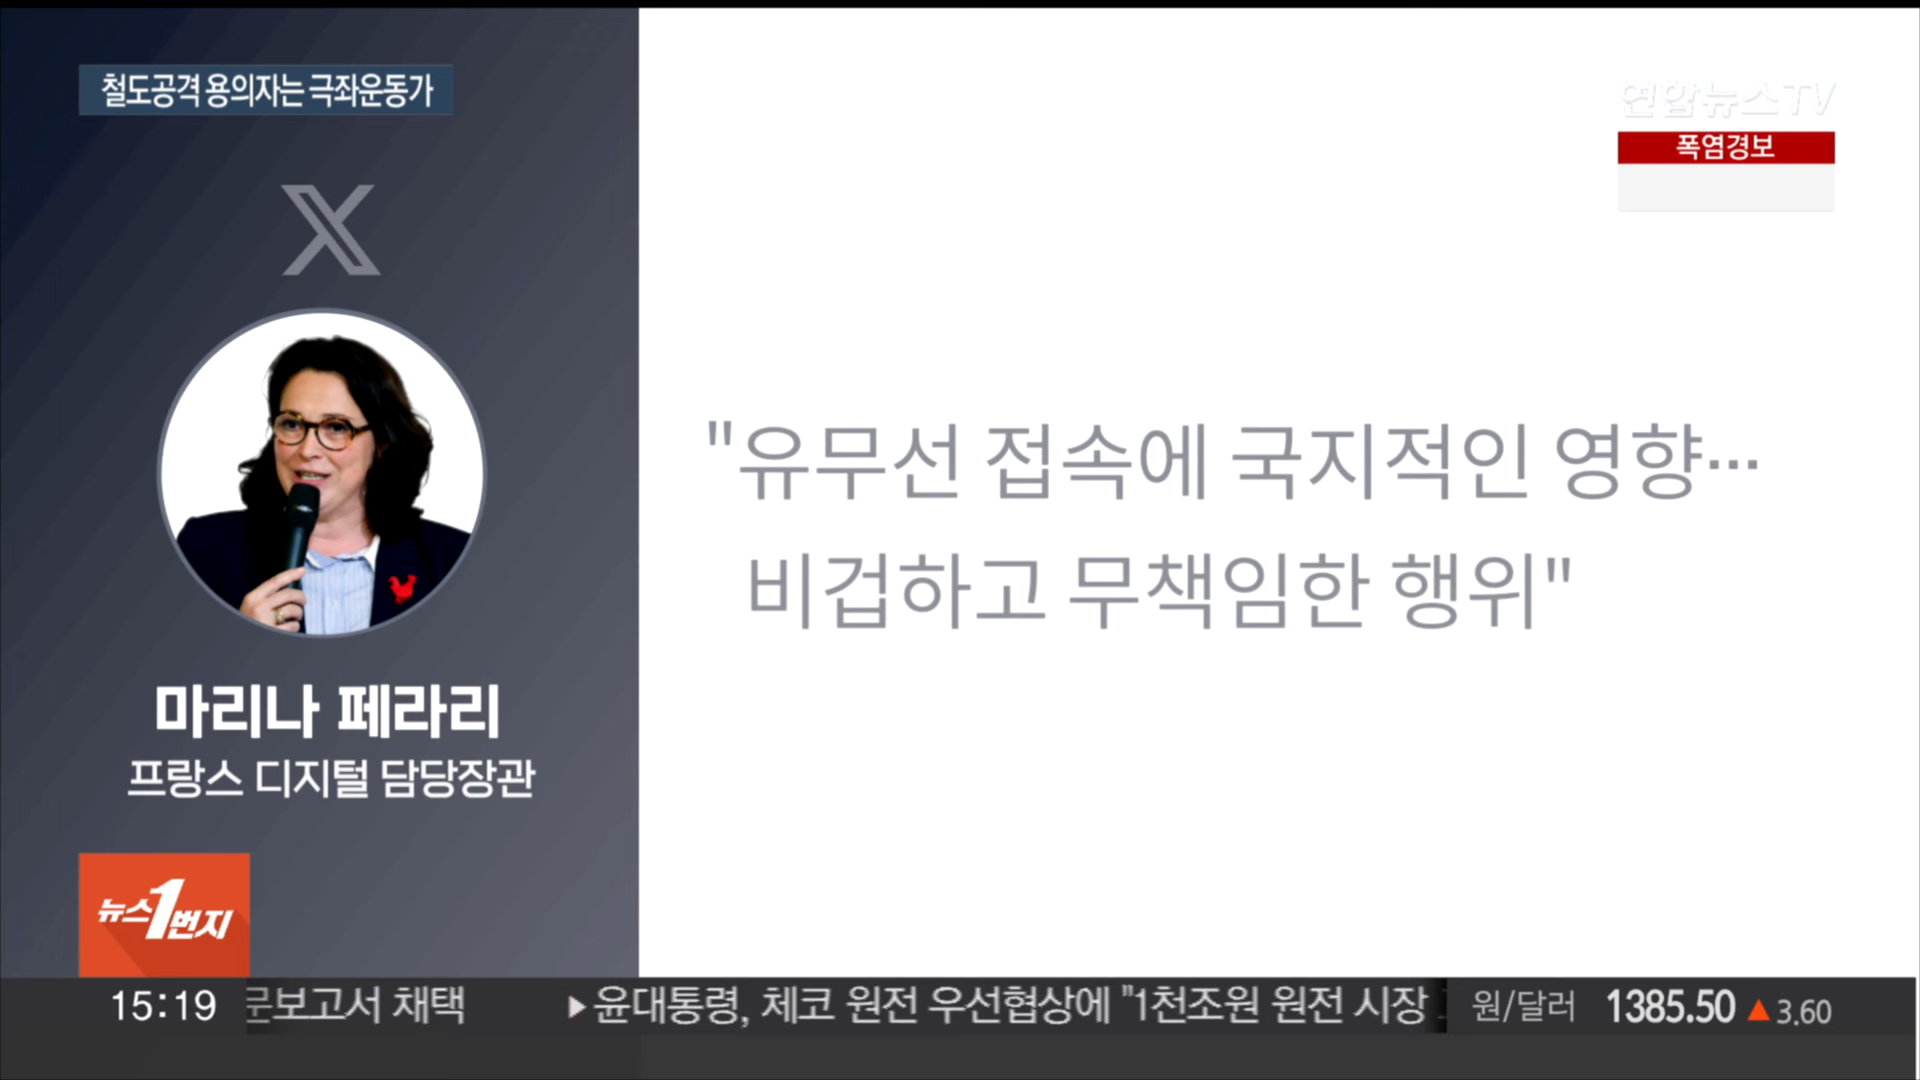 철도공격 용의자는 극좌운동가
연합뉴스TV
폭염경보
X
"유무선 접속에 국지적인 영향…
비겁하고 무책임한 행위"
마리나 페라리
프랑스 디지털 담당장관
뉴스1번지
15:19 문보고서 채택 ▶윤대통령, 체코 원전 우선협상에 "1천조원 원전 시장 원/달러 1385.50 ▲3.60